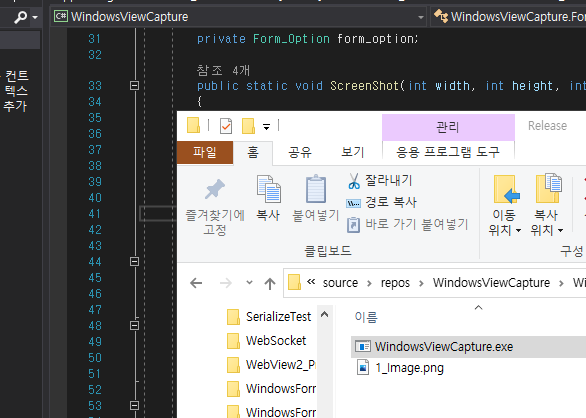 WindowsViewCapture
WindowsViewCapture.For
컨트
텍스
추가
31 private Form_Option form_option;
32
참조 4개
33 public static void ScreenShot(int width, int height, int
34 {
35
36
37
38
39
40
41
42
43
44
45
46
47
48
49
50
51
52
53
관리
Release
파일
홈
공유
보기
응용 프로그램 도구
즐겨찾기에
고정
복사
붙여넣기
잘라내기
경로 복사
바로 가기 붙여넣기
이동
위치
복사
위치
클립보드
구성
« source › repos › WindowsViewCapture › Wi
SerializeTest
WebSocket
WebView2_P
WindowsForm
WindowsForm
이름
WindowsViewCapture.exe
1_Image.png